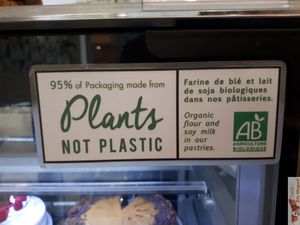 95% of Packaging made from
Plants
NOT PLASTIC
Farine de blé et lait
de soja biologiques
dans nos pâtisseries.
Organic
flour and
soy milk
in our
pastries.
AB
AGRICULTURE
BIOLOGIQUE